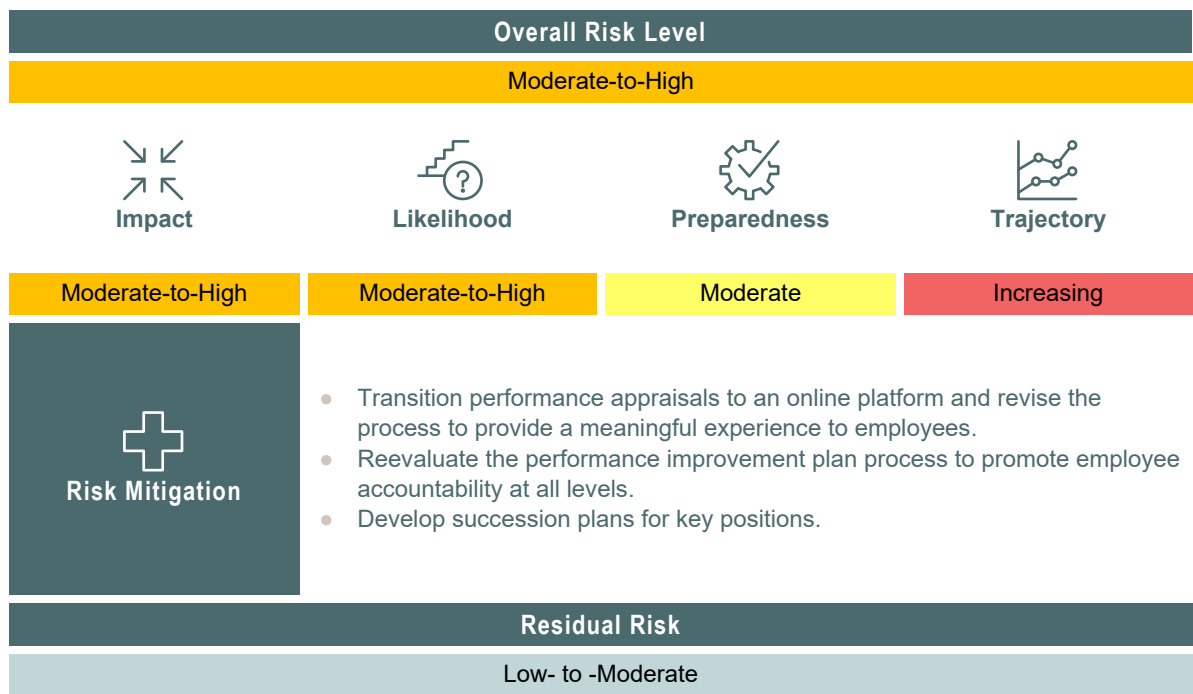 Overall Risk Level
Moderate-to-High
?
Impact
Likelihood
Preparedness
Trajectory
Moderate-to-High
Moderate-to-High
Moderate
Increasing
Risk Mitigation
● Transition performance appraisals to an online platform and revise the
process to provide a meaningful experience to employees.
● Reevaluate the performance improvement plan process to promote employee
accountability at all levels.
● Develop succession plans for key positions.
Residual Risk
Low- to -Moderate